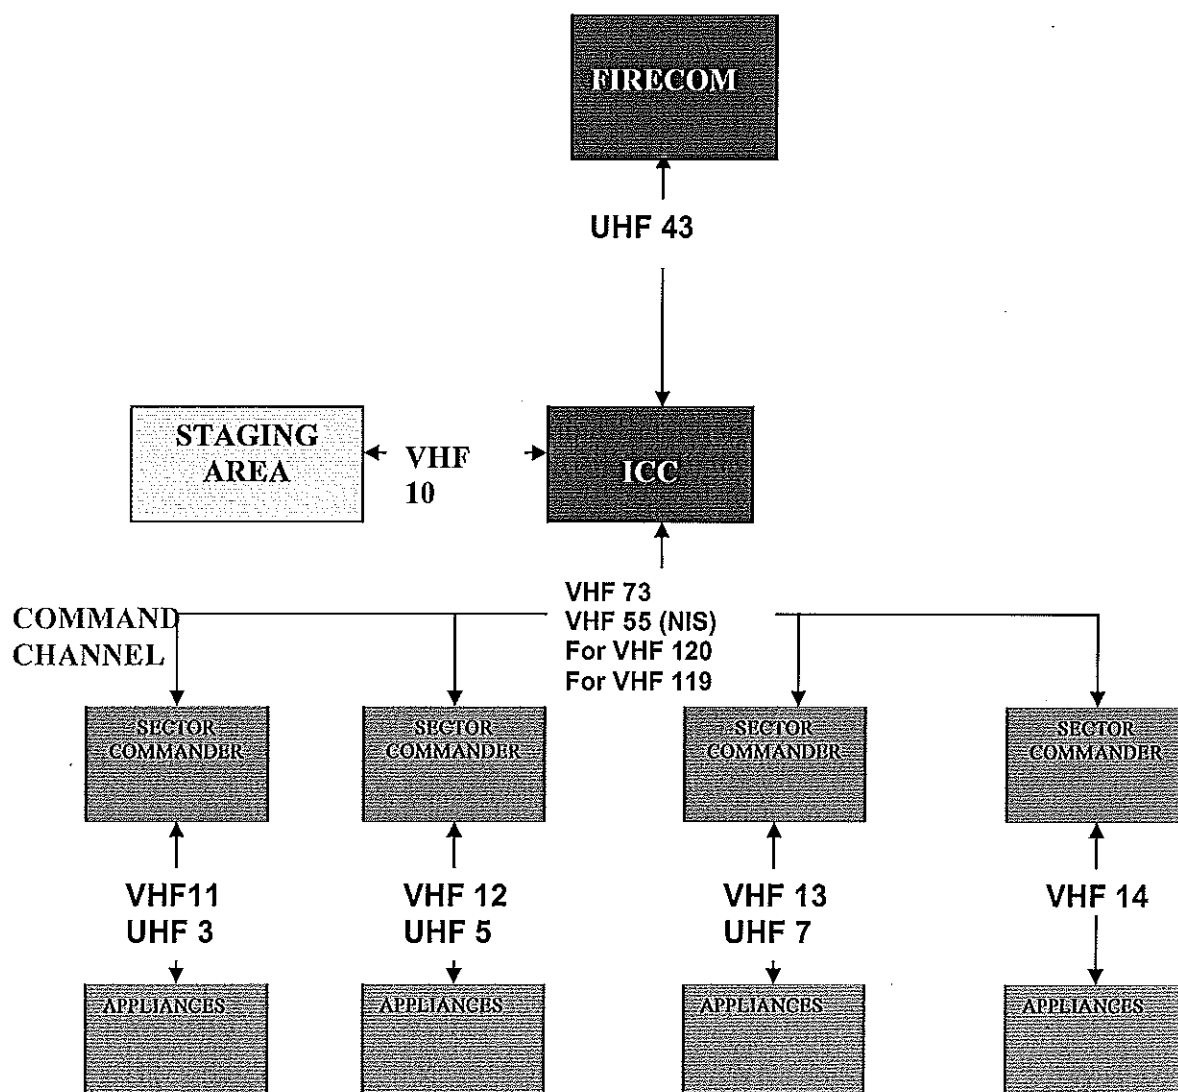 FIRECOM
UHF 43
STAGING
AREA
VHF
10
ICC
COMMAND
CHANNEL
VHF 73
VHF 55 (NIS)
For VHF 120
For VHF 119
SECTOR
COMMANDER
SECTOR
COMMANDER
SECTOR
COMMANDER
SECTOR
COMMANDER
VHF11
UHF 3
VHF 12
UHF 5
VHF 13
UHF 7
VHF 14
APPLIANCES
APPLIANCES
APPLIANCES
APPLIANCES